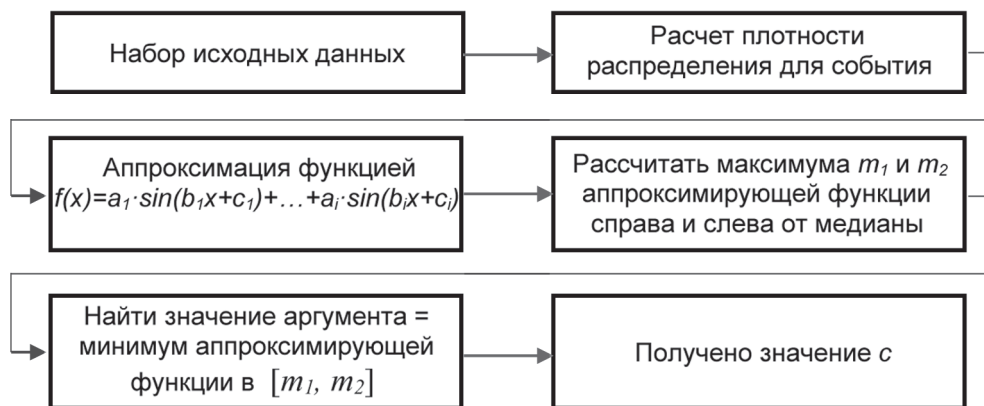 Набор исходных данных
Расчет плотности
распределения для события
Аппроксимация функцией
f(x)=a₁·sin(b₁x+c₁)+…+aᵢ·sin(bᵢx+cᵢ)
Рассчитать максимума m₁ и m₂
аппроксимирующей функции
справа и слева от медианы
Найти значение аргумента =
минимум аппроксимирующей
функции в [m₁, m₂]
Получено значение c